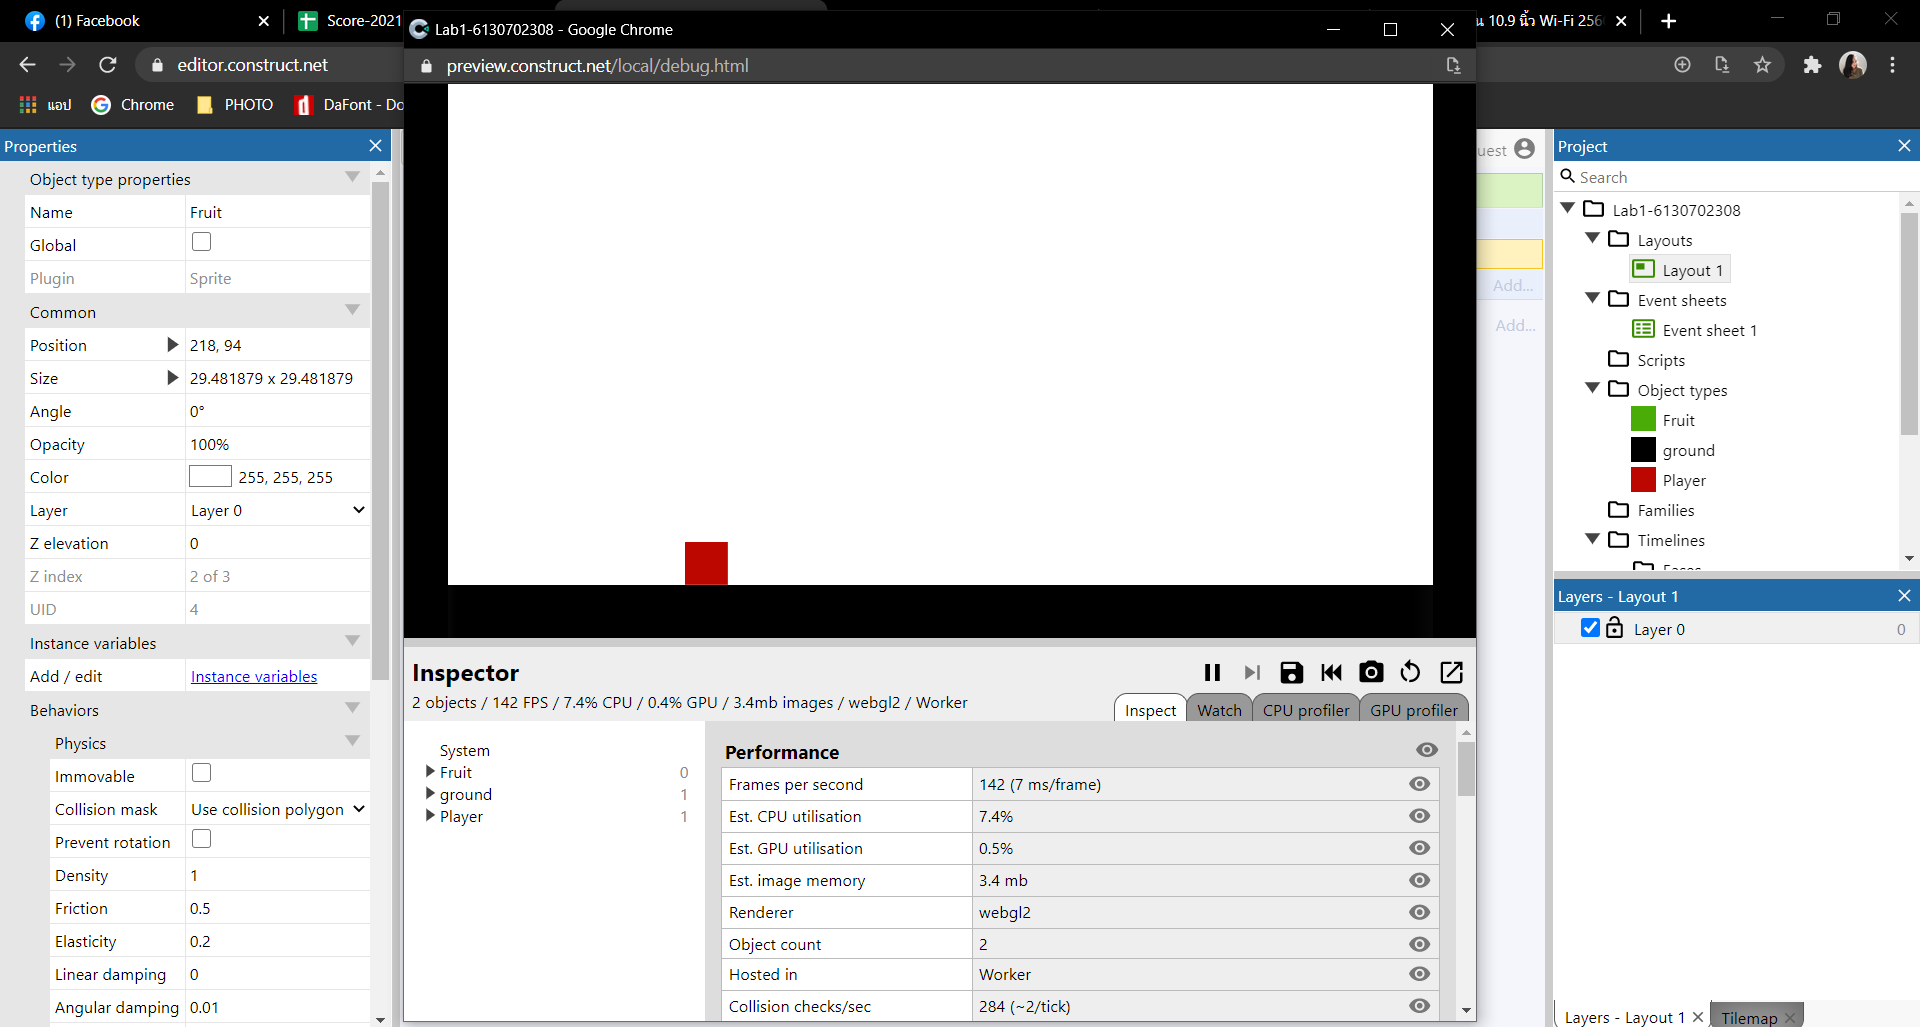 (1) Facebook
Score-2021
Lab1-6130702308 - Google Chrome
น 10.9 นิ้ว Wi-Fi 256
editor.construct.net
preview.construct.net/local/debug.html
แอป
Chrome
PHOTO
DaFont - Do
Properties
Object type properties
Name Fruit
Global
Plugin Sprite
Common
Position 218, 94
Size 29.481879 x 29.481879
Angle 0°
Opacity 100%
Color 255, 255, 255
Layer Layer 0
Z elevation 0
Z index 2 of 3
UID 4
Instance variables
Add / edit Instance variables
Behaviors
Physics
Immovable
Collision mask Use collision polygon
Prevent rotation
Density 1
Friction 0.5
Elasticity 0.2
Linear damping 0
Angular damping 0.01
Inspector
2 objects / 142 FPS / 7.4% CPU / 0.4% GPU / 3.4mb images / webgl2 / Worker
Inspect Watch CPU profiler GPU profiler
System
Fruit 0
ground 1
Player 1
Performance
Frames per second 142 (7 ms/frame)
Est. CPU utilisation 7.4%
Est. GPU utilisation 0.5%
Est. image memory 3.4 mb
Renderer webgl2
Object count 2
Hosted in Worker
Collision checks/sec 284 (~2/tick)
uest
Add...
Add...
Project
Search
Lab1-6130702308
Layouts
Layout 1
Event sheets
Event sheet 1
Scripts
Object types
Fruit
ground
Player
Families
Timelines
Layers - Layout 1
Layer 0 0
Layers - Layout 1
Tilemap